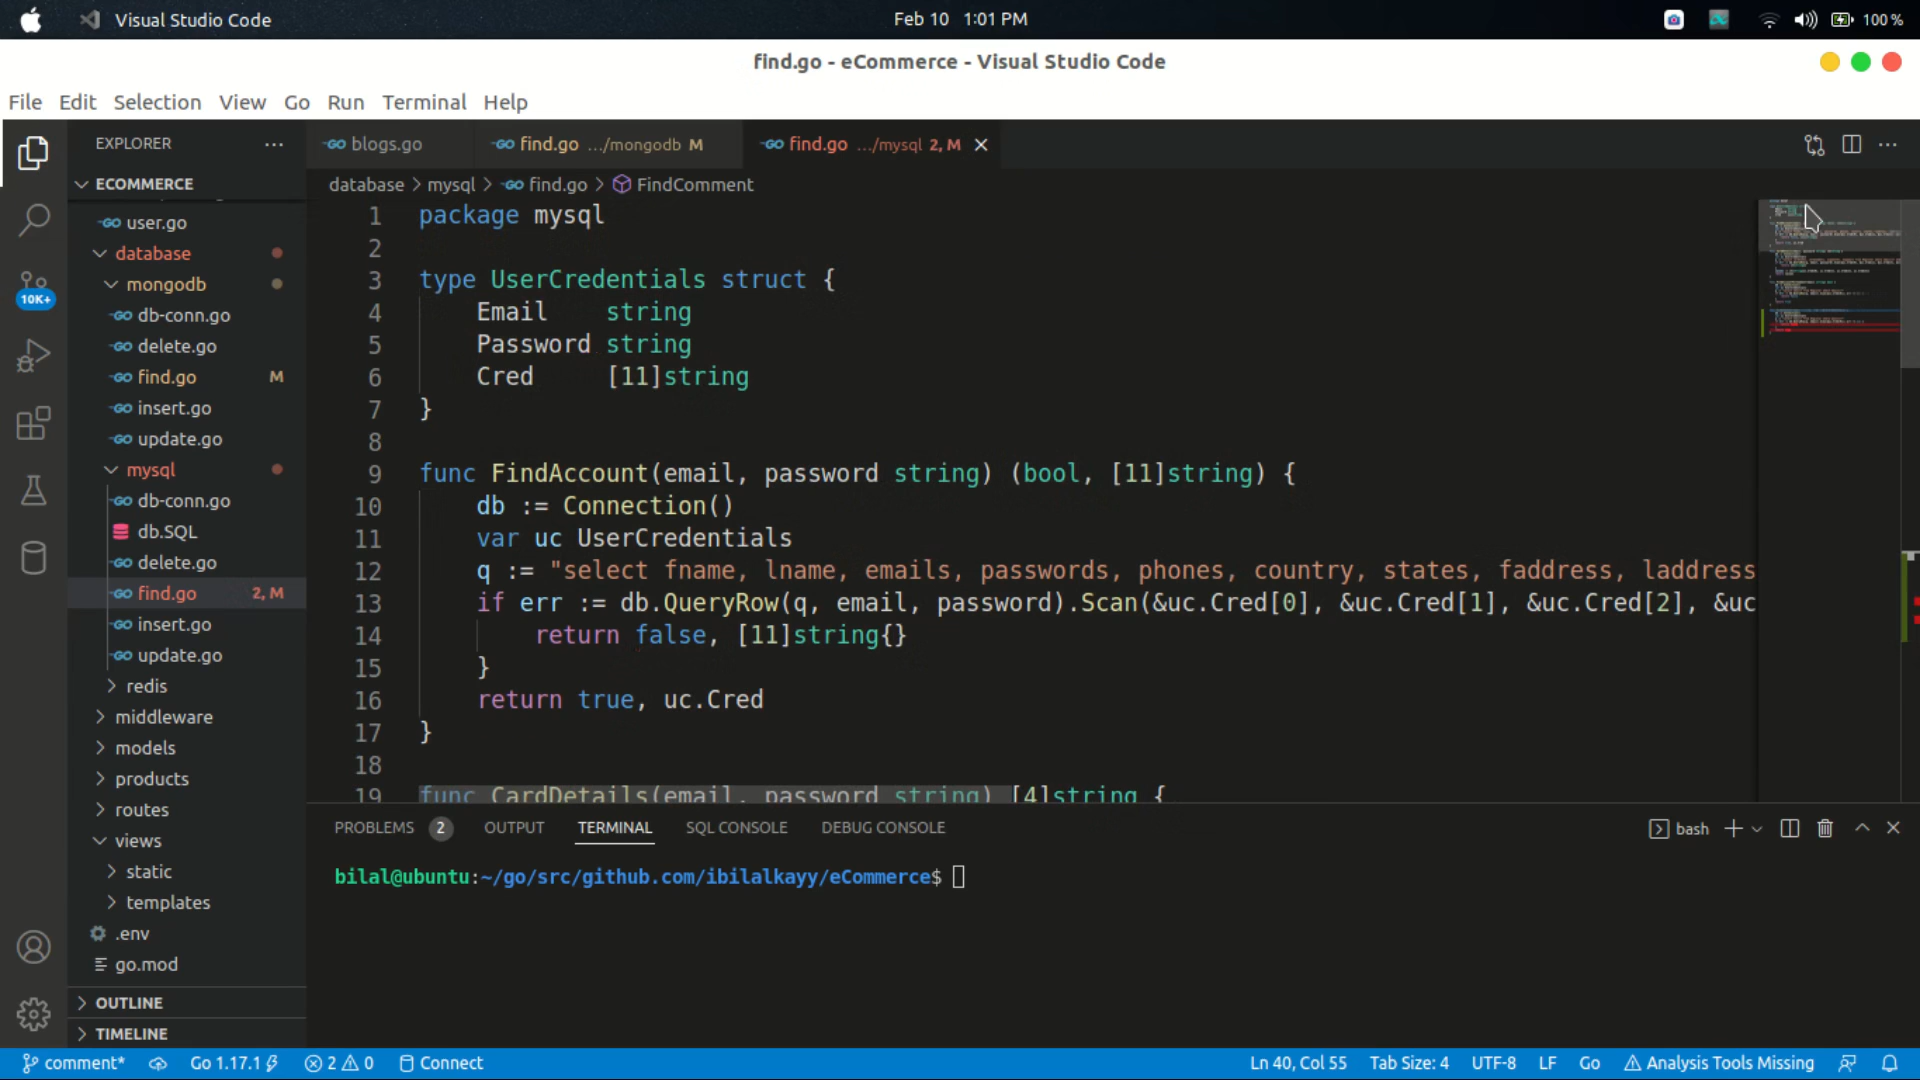 Visual Studio Code
Feb 10 1:01 PM
100 %
find.go - eCommerce - Visual Studio Code
File Edit Selection View Go Run Terminal Help
EXPLORER
ECOMMERCE
user.go
database
mongodb
db-conn.go
delete.go
find.go M
insert.go
update.go
mysql
db-conn.go
db.SQL
delete.go
find.go 2, M
insert.go
update.go
redis
middleware
models
products
routes
views
static
templates
.env
go.mod
OUTLINE
TIMELINE
10K+
blogs.go
find.go .../mongodb M
find.go .../mysql 2, M
database > mysql > find.go > FindComment
1 package mysql
2
3 type UserCredentials struct {
4 Email string
5 Password string
6 Cred [11]string
7 }
8
9 func FindAccount(email, password string) (bool, [11]string) {
10 db := Connection()
11 var uc UserCredentials
12 q := "select fname, lname, emails, passwords, phones, country, states, faddress, laddress
13 if err := db.QueryRow(q, email, password).Scan(&uc.Cred[0], &uc.Cred[1], &uc.Cred[2], &uc
14 return false, [11]string{}
15 }
16 return true, uc.Cred
17 }
18
19 func CardDetails(email, password string) [4]string {
PROBLEMS 2 OUTPUT TERMINAL SQL CONSOLE DEBUG CONSOLE
bash
bilal@ubuntu:~/go/src/github.com/ibilalkayy/eCommerce$
comment* Go 1.17.1 2 0 Connect
Ln 40, Col 55 Tab Size: 4 UTF-8 LF Go Analysis Tools Missing